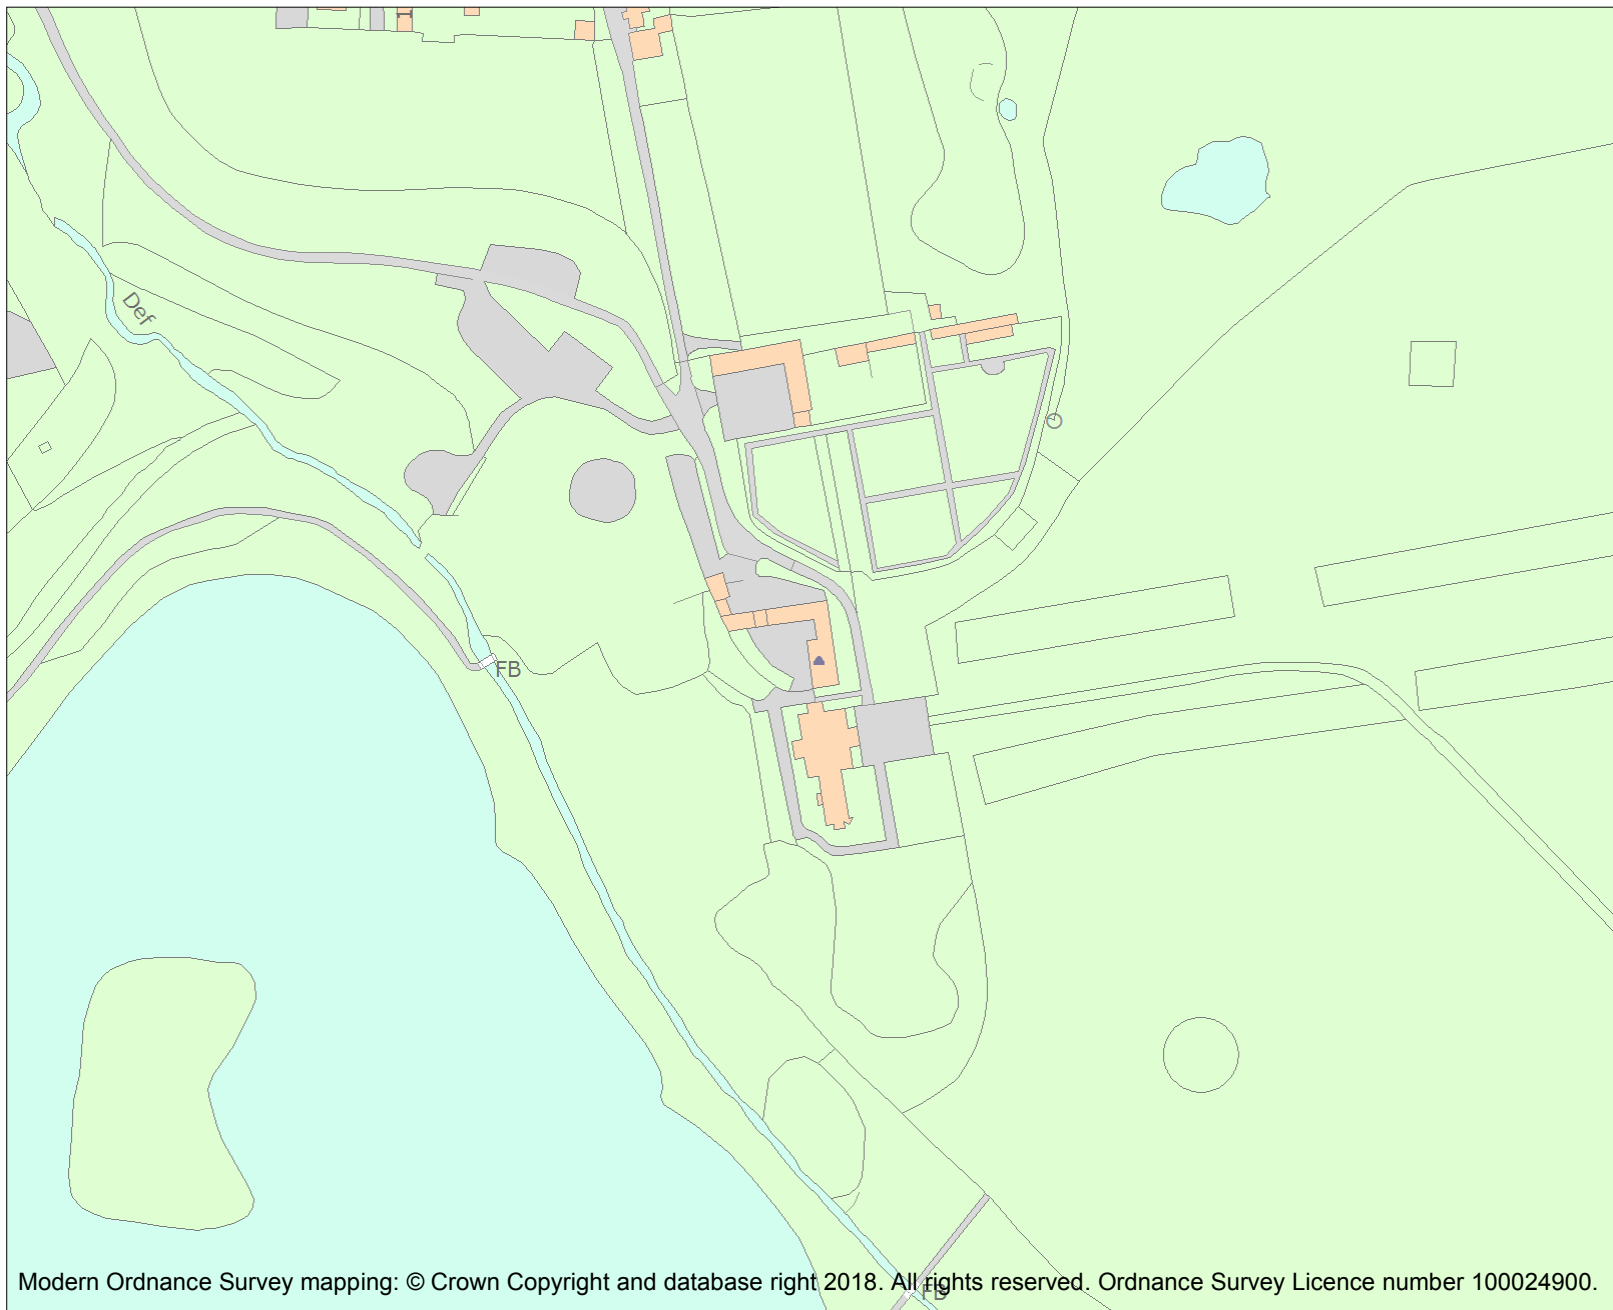 Def
FB
FB
Modern Ordnance Survey mapping: © Crown Copyright and database right 2018. All rights reserved. Ordnance Survey Licence number 100024900.